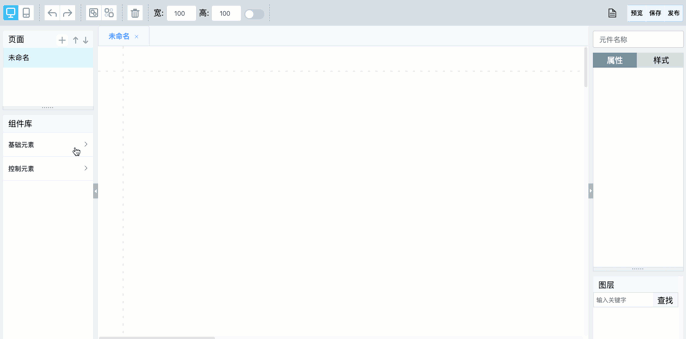 宽: 100 高: 100 预览 保存 发布
页面
未命名
组件库
基础元素
控制元素
未命名 ×
元件名称
属性 样式
图层
输入关键字 查找